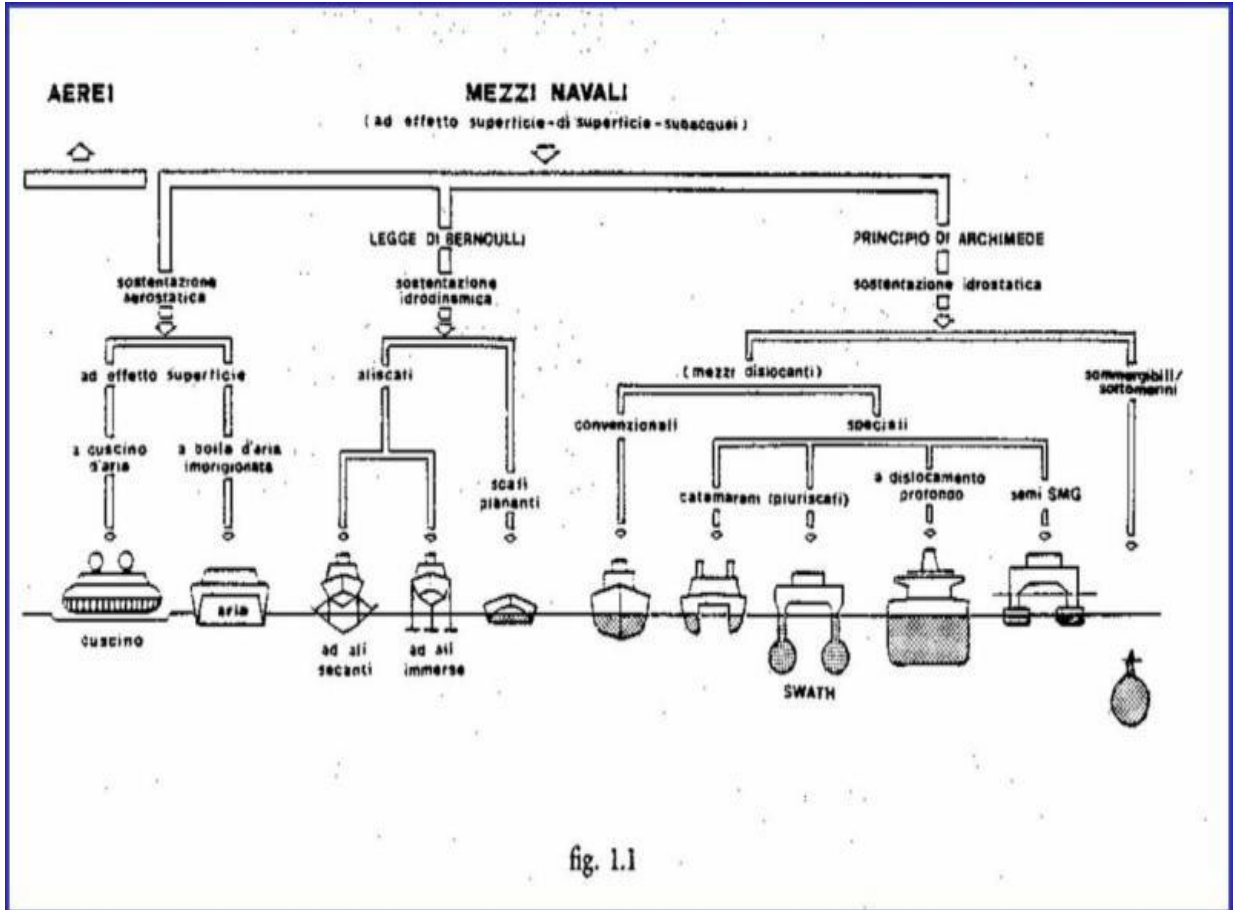 AEREI
MEZZI NAVALI
(ad effetto superficie-di superficie-subacquei)
LEGGE DI BERNOULLI
PRINCIPIO DI ARCHIMEDE
sostentazione
aerostatica
sostentazione
idrodinamica
sostentazione idrostatica
ad effetto superficie
aliscafi
(mezzi dislocanti)
sommergibili/
sottomarini
convenzionali
speciali
a cuscino
d'aria
a bolla d'aria
imprigionata
scafi
plananti
catamarani (pluriscafi)
a dislocamento
profondo
semi SMG
aria
cuscino
ad ali
secanti
ad ali
immerse
SWATH
fig. 1.1